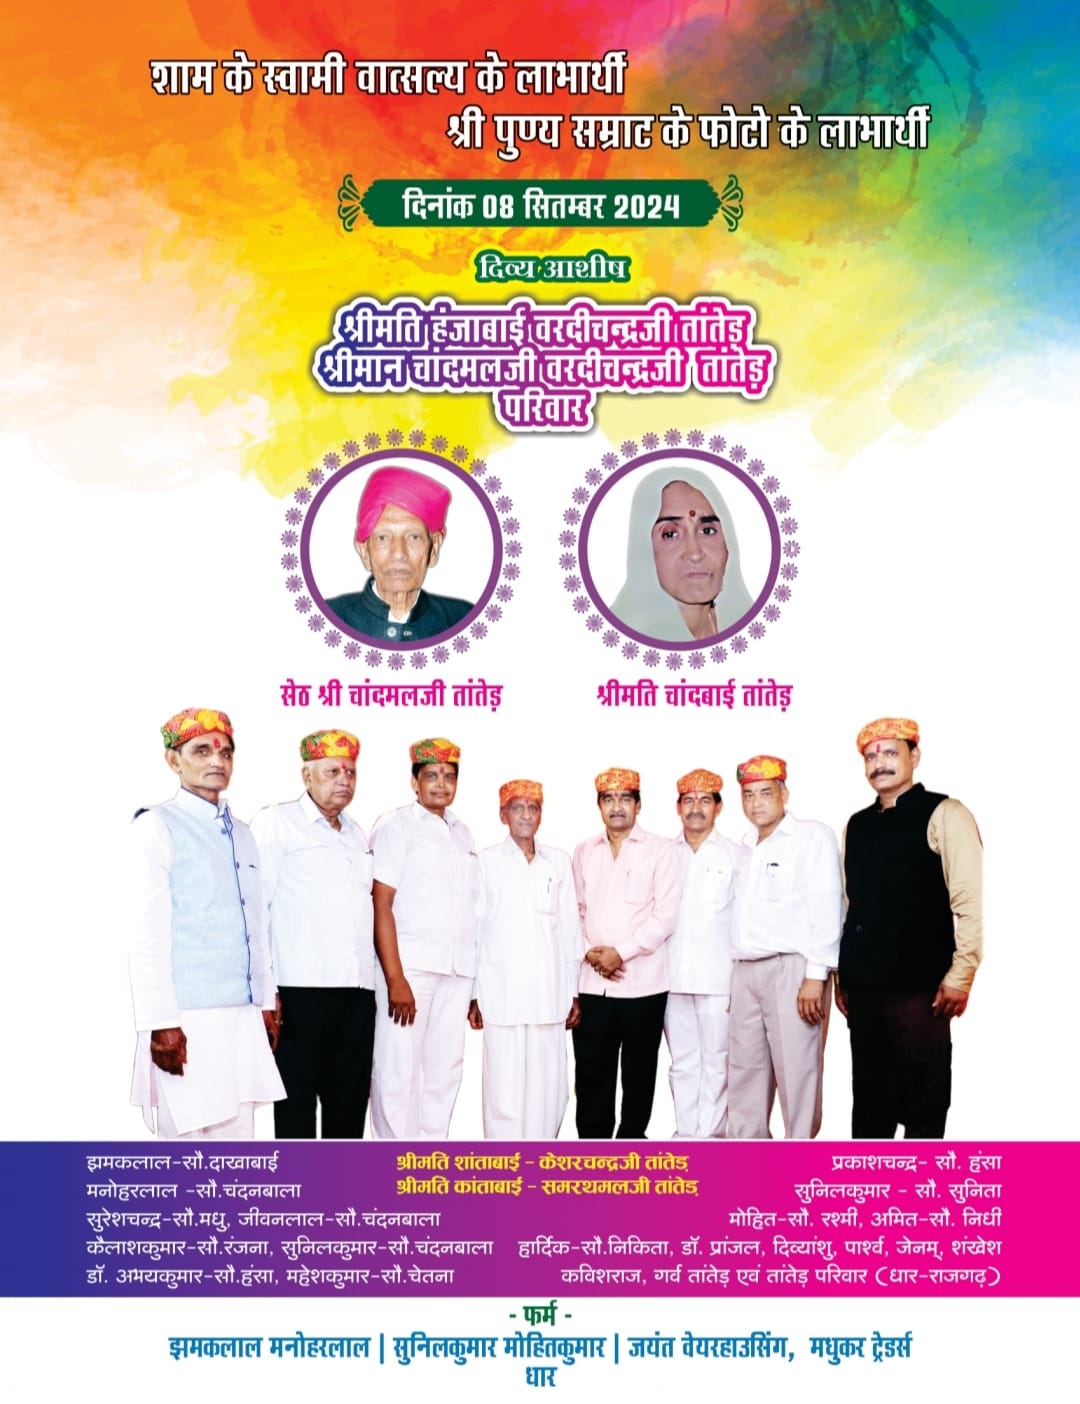 शाम के स्वामी वात्सल्य के लाभार्थी
श्री पुण्य सम्राट के फोटो के लाभार्थी
दिनांक 08 सितम्बर 2024
दिव्य आशीष
श्रीमति हंजाबाई वरदीचन्द्रजी तांतेड़
श्रीमान चांदमलजी वरदीचन्द्रजी तांतेड़
परिवार
सेठ श्री चांदमलजी तांतेड़
श्रीमति चांदबाई तांतेड़
झमकलाल-सौ.दाखाबाई
मनोहरलाल -सौ.चंदनबाला
सुरेशचन्द्र-सौ.मधु, जीवनलाल-सौ.चंदनबाला
कैलाशकुमार-सौ.रंजना, सुनिलकुमार-सौ.चंदनबाला
डॉ. अभयकुमार-सौ.हंसा, महेशकुमार-सौ.चेतना
श्रीमति शांताबाई - केशरचन्द्रजी तांतेड़
श्रीमति कांताबाई - समरथमलजी तांतेड़
प्रकाशचन्द्र- सौ. हंसा
सुनिलकुमार - सौ. सुनिता
मोहित-सौ. रश्मी, अमित-सौ. निधी
हार्दिक-सौ.निकिता, डॉ. प्रांजल, दिव्यांशु, पार्श्व, जेनम्, शंखेश
कविशराज, गर्व तांतेड़ एवं तांतेड़ परिवार (धार-राजगढ़)
- फर्म -
झमकलाल मनोहरलाल | सुनिलकुमार मोहितकुमार | जयंत वेयरहाउसिंग, मधुकर ट्रेडर्स
धार